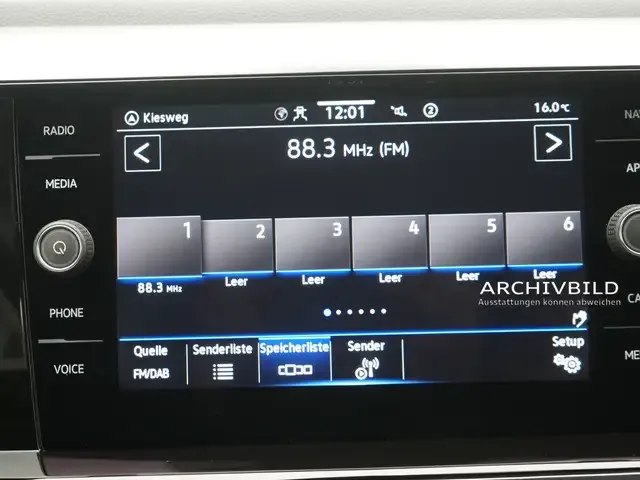 RADIO
MEDIA
PHONE
VOICE
Kiesweg
12:01
2
16.0°C
88.3 MHz (FM)
1 2 3 4 5 6
88.3 MHz Leer Leer Leer Leer Leer
ARCHIVBILD
Ausstattungen können abweichen
Quelle Senderliste Speicherliste Sender Setup
FM/DAB